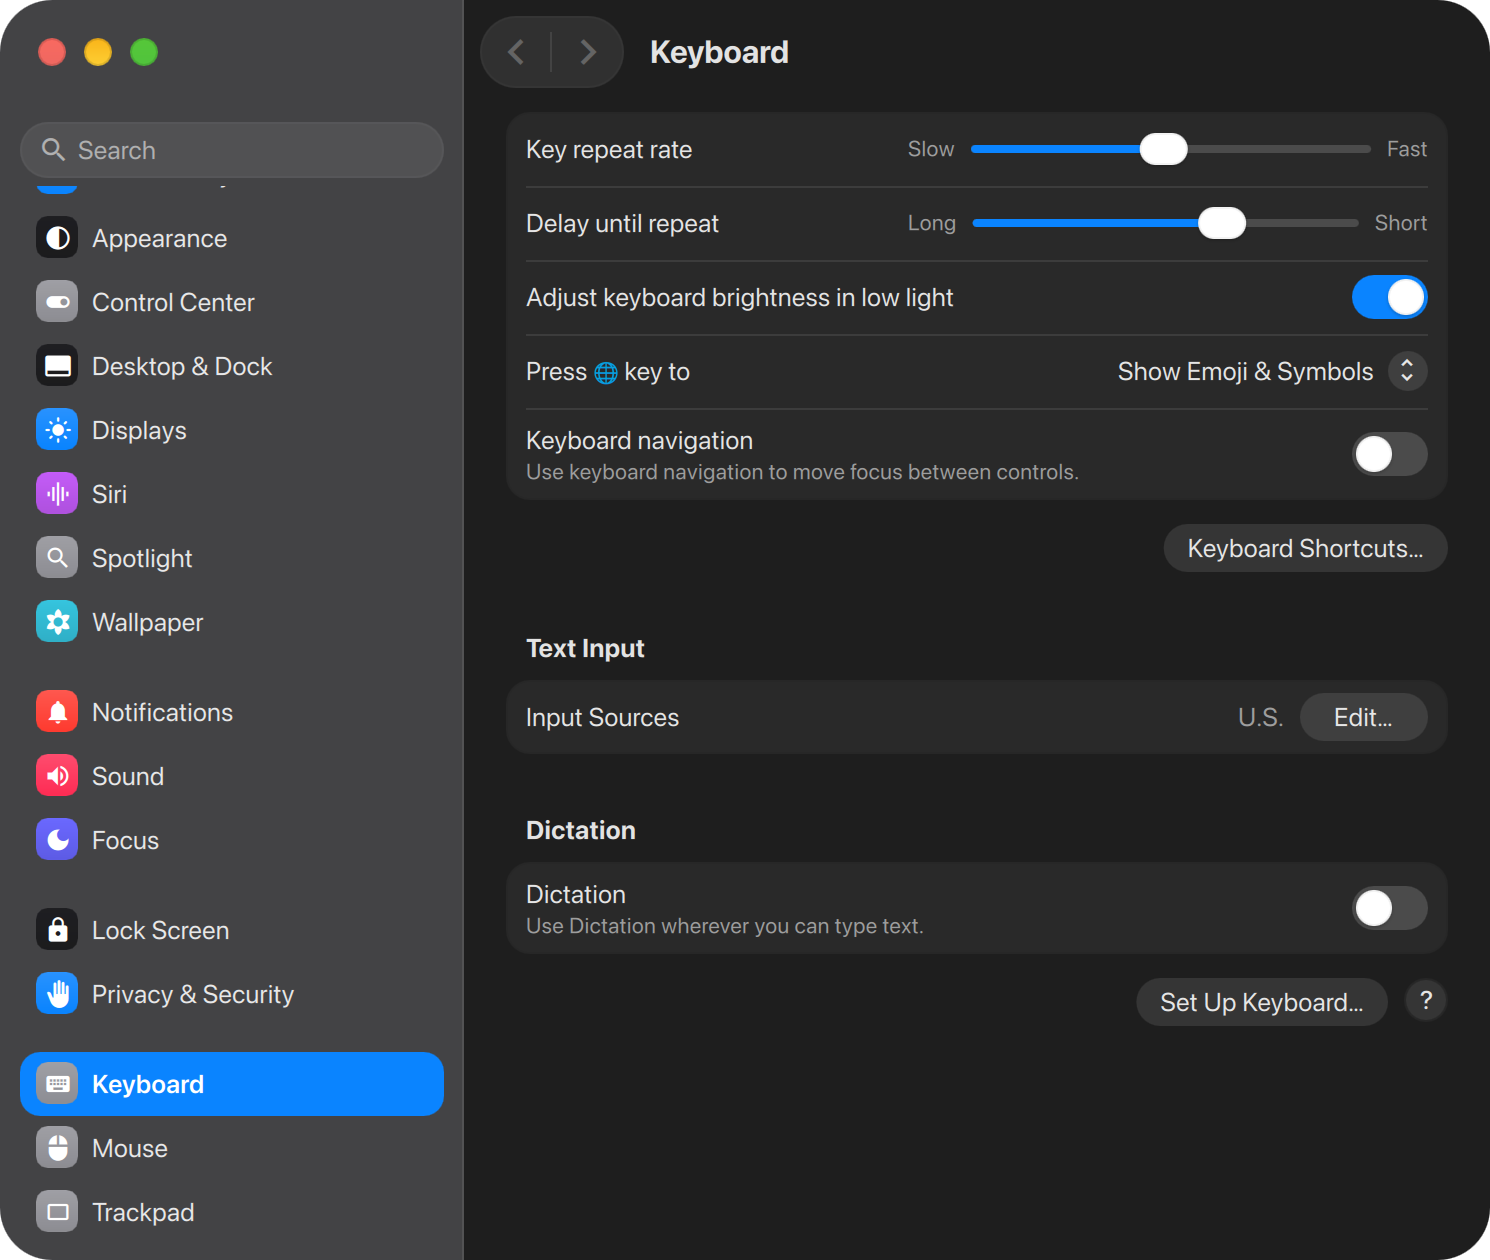 Search
Appearance
Control Center
Desktop & Dock
Displays
Siri
Spotlight
Wallpaper
Notifications
Sound
Focus
Lock Screen
Privacy & Security
Keyboard
Mouse
Trackpad
Keyboard
Key repeat rate Slow Fast
Delay until repeat Long Short
Adjust keyboard brightness in low light
Press 🌐 key to Show Emoji & Symbols
Keyboard navigation
Use keyboard navigation to move focus between controls.
Keyboard Shortcuts...
Text Input
Input Sources U.S. Edit...
Dictation
Dictation
Use Dictation wherever you can type text.
Set Up Keyboard... ?